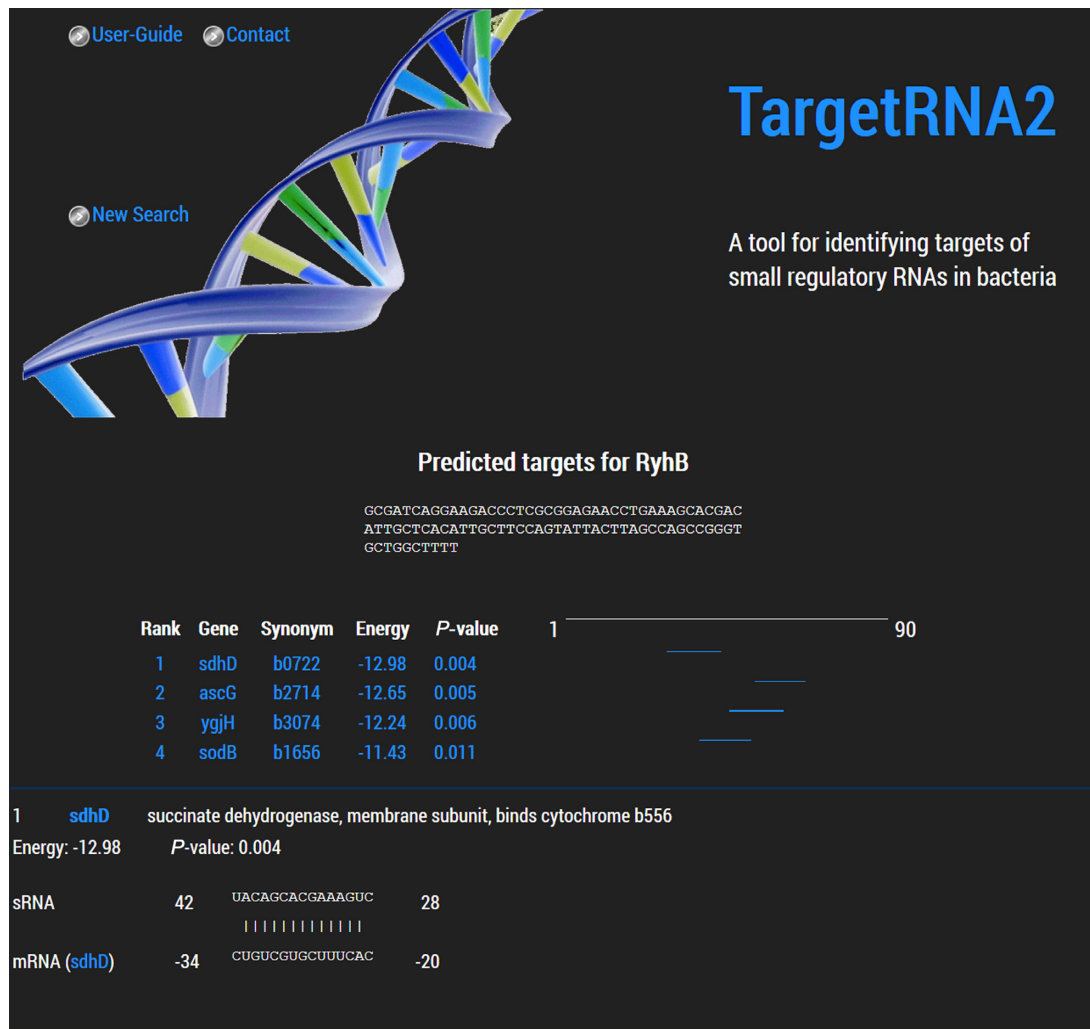 User-Guide Contact
TargetRNA2
New Search
A tool for identifying targets of
small regulatory RNAs in bacteria
Predicted targets for RyhB
GCGATCAGGAAGACCCTCGCGGAGAACCTGAAAGCACGAC
ATTGCTCACATTGCTTCCAGTATTACTTAGCCAGCCGGGT
GCTGGCTTTT
Rank Gene Synonym Energy P-value 1 90
1 sdhD b0722 -12.98 0.004
2 ascG b2714 -12.65 0.005
3 ygjH b3074 -12.24 0.006
4 sodB b1656 -11.43 0.011
1 sdhD succinate dehydrogenase, membrane subunit, binds cytochrome b556
Energy: -12.98 P-value: 0.004
sRNA 42 UACAGCACGAAAGUC 28
| | | | | | | | | | | | |
mRNA (sdhD) -34 CUGUCGUGCUUUCAC -20